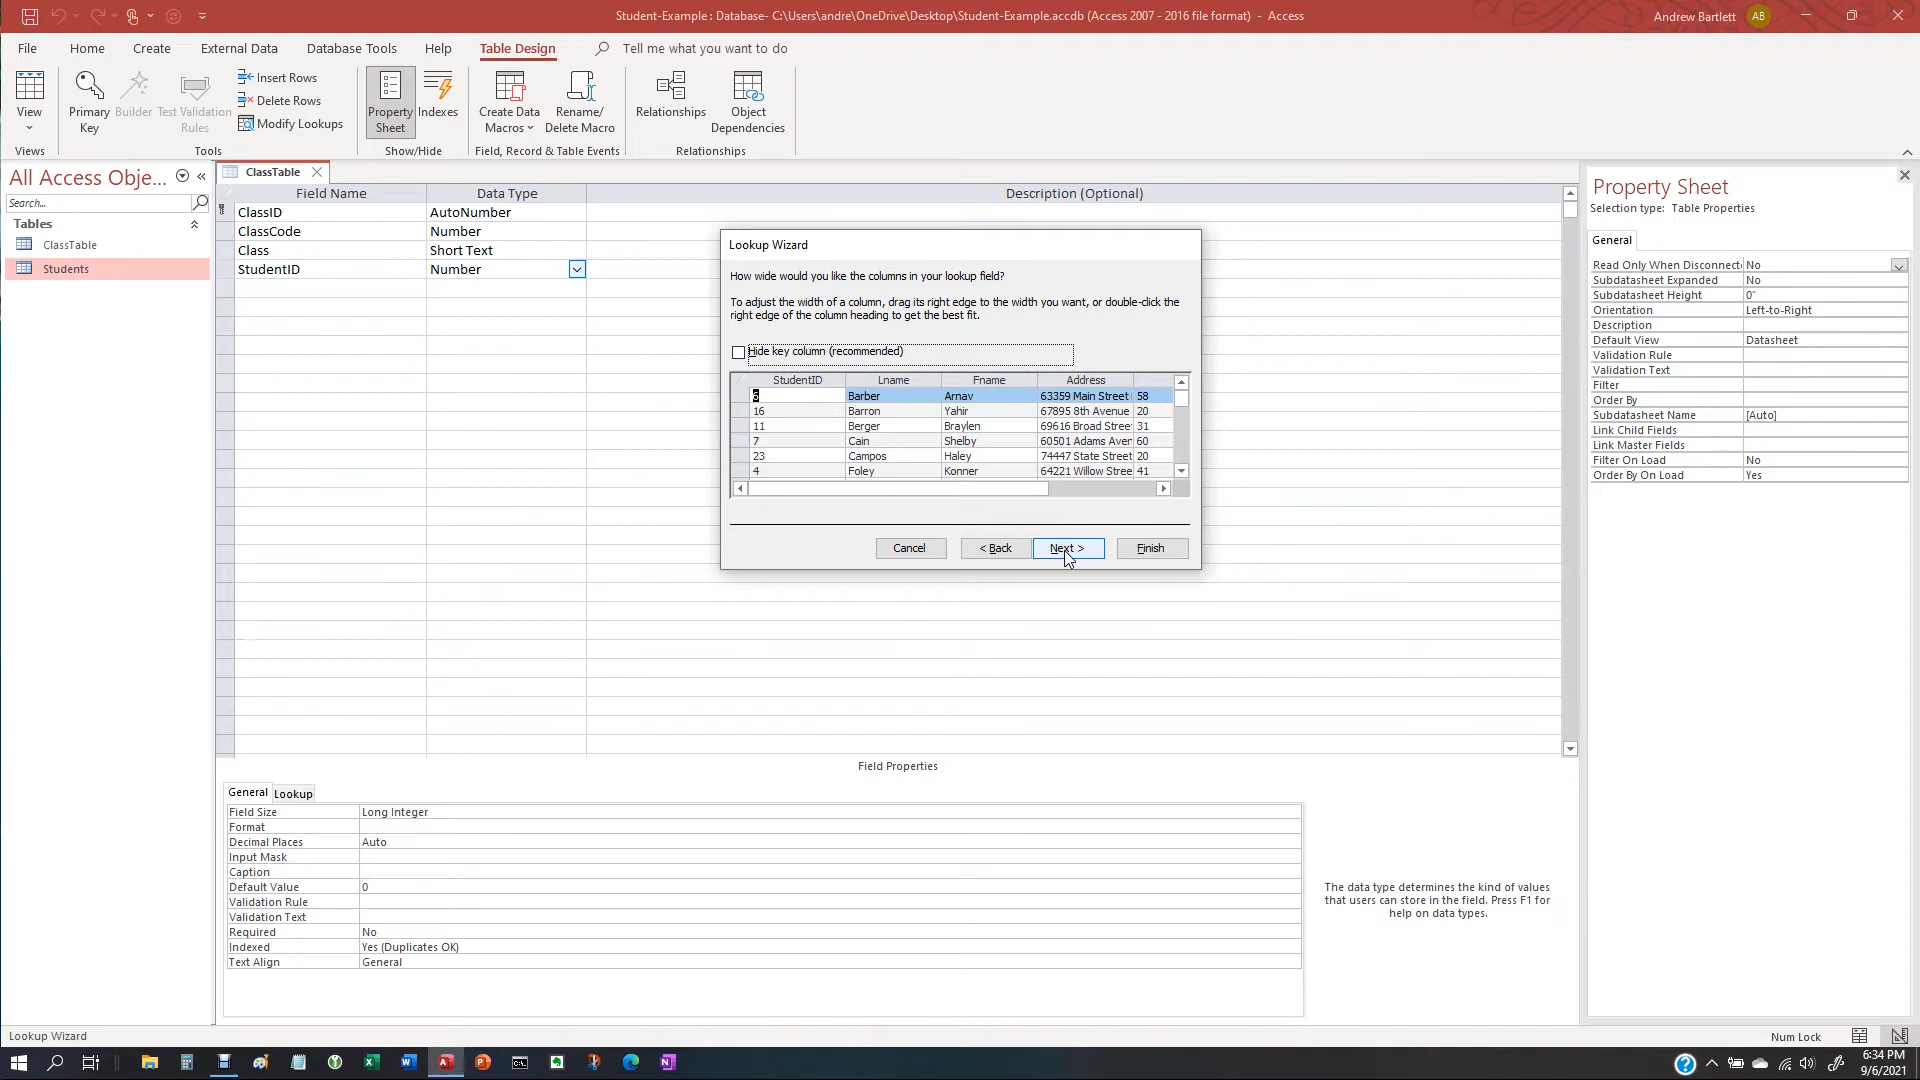 Student-Example : Database- C:\Users\andre\OneDrive\Desktop\Student-Example.accdb (Access 2007 - 2016 file format) - Access
Andrew Bartlett AB
File Home Create External Data Database Tools Help Table Design Tell me what you want to do
View
Primary Key
Builder
Test Validation Rules
Insert Rows
Delete Rows
Modify Lookups
Property Sheet
Indexes
Create Data Macros
Rename/ Delete Macro
Relationships
Object Dependencies
Views Tools Show/Hide Field, Record & Table Events Relationships
All Access Obje...
Search...
Tables
ClassTable
Students
ClassTable
Field Name Data Type Description (Optional)
ClassID AutoNumber
ClassCode Number
Class Short Text
StudentID Number
Lookup Wizard
How wide would you like the columns in your lookup field?
To adjust the width of a column, drag its right edge to the width you want, or double-click the
right edge of the column heading to get the best fit.
Hide key column (recommended)
StudentID Lname Fname Address
6 Barber Arnav 63359 Main Street 58
16 Barron Yahir 67895 8th Avenue 20
11 Berger Braylen 69616 Broad Stree 31
7 Cain Shelby 60501 Adams Aven 60
23 Campos Haley 74447 State Street 20
4 Foley Konner 64221 Willow Stree 41
Cancel < Back Next > Finish
Field Properties
General Lookup
Field Size Long Integer
Format
Decimal Places Auto
Input Mask
Caption
Default Value 0
Validation Rule
Validation Text
Required No
Indexed Yes (Duplicates OK)
Text Align General
The data type determines the kind of values
that users can store in the field. Press F1 for
help on data types.
Property Sheet
Selection type: Table Properties
General
Read Only When Disconnect No
Subdatasheet Expanded No
Subdatasheet Height 0"
Orientation Left-to-Right
Description
Default View Datasheet
Validation Rule
Validation Text
Filter
Order By
Subdatasheet Name [Auto]
Link Child Fields
Link Master Fields
Filter On Load No
Order By On Load Yes
Lookup Wizard
Num Lock
6:34 PM
9/6/2021